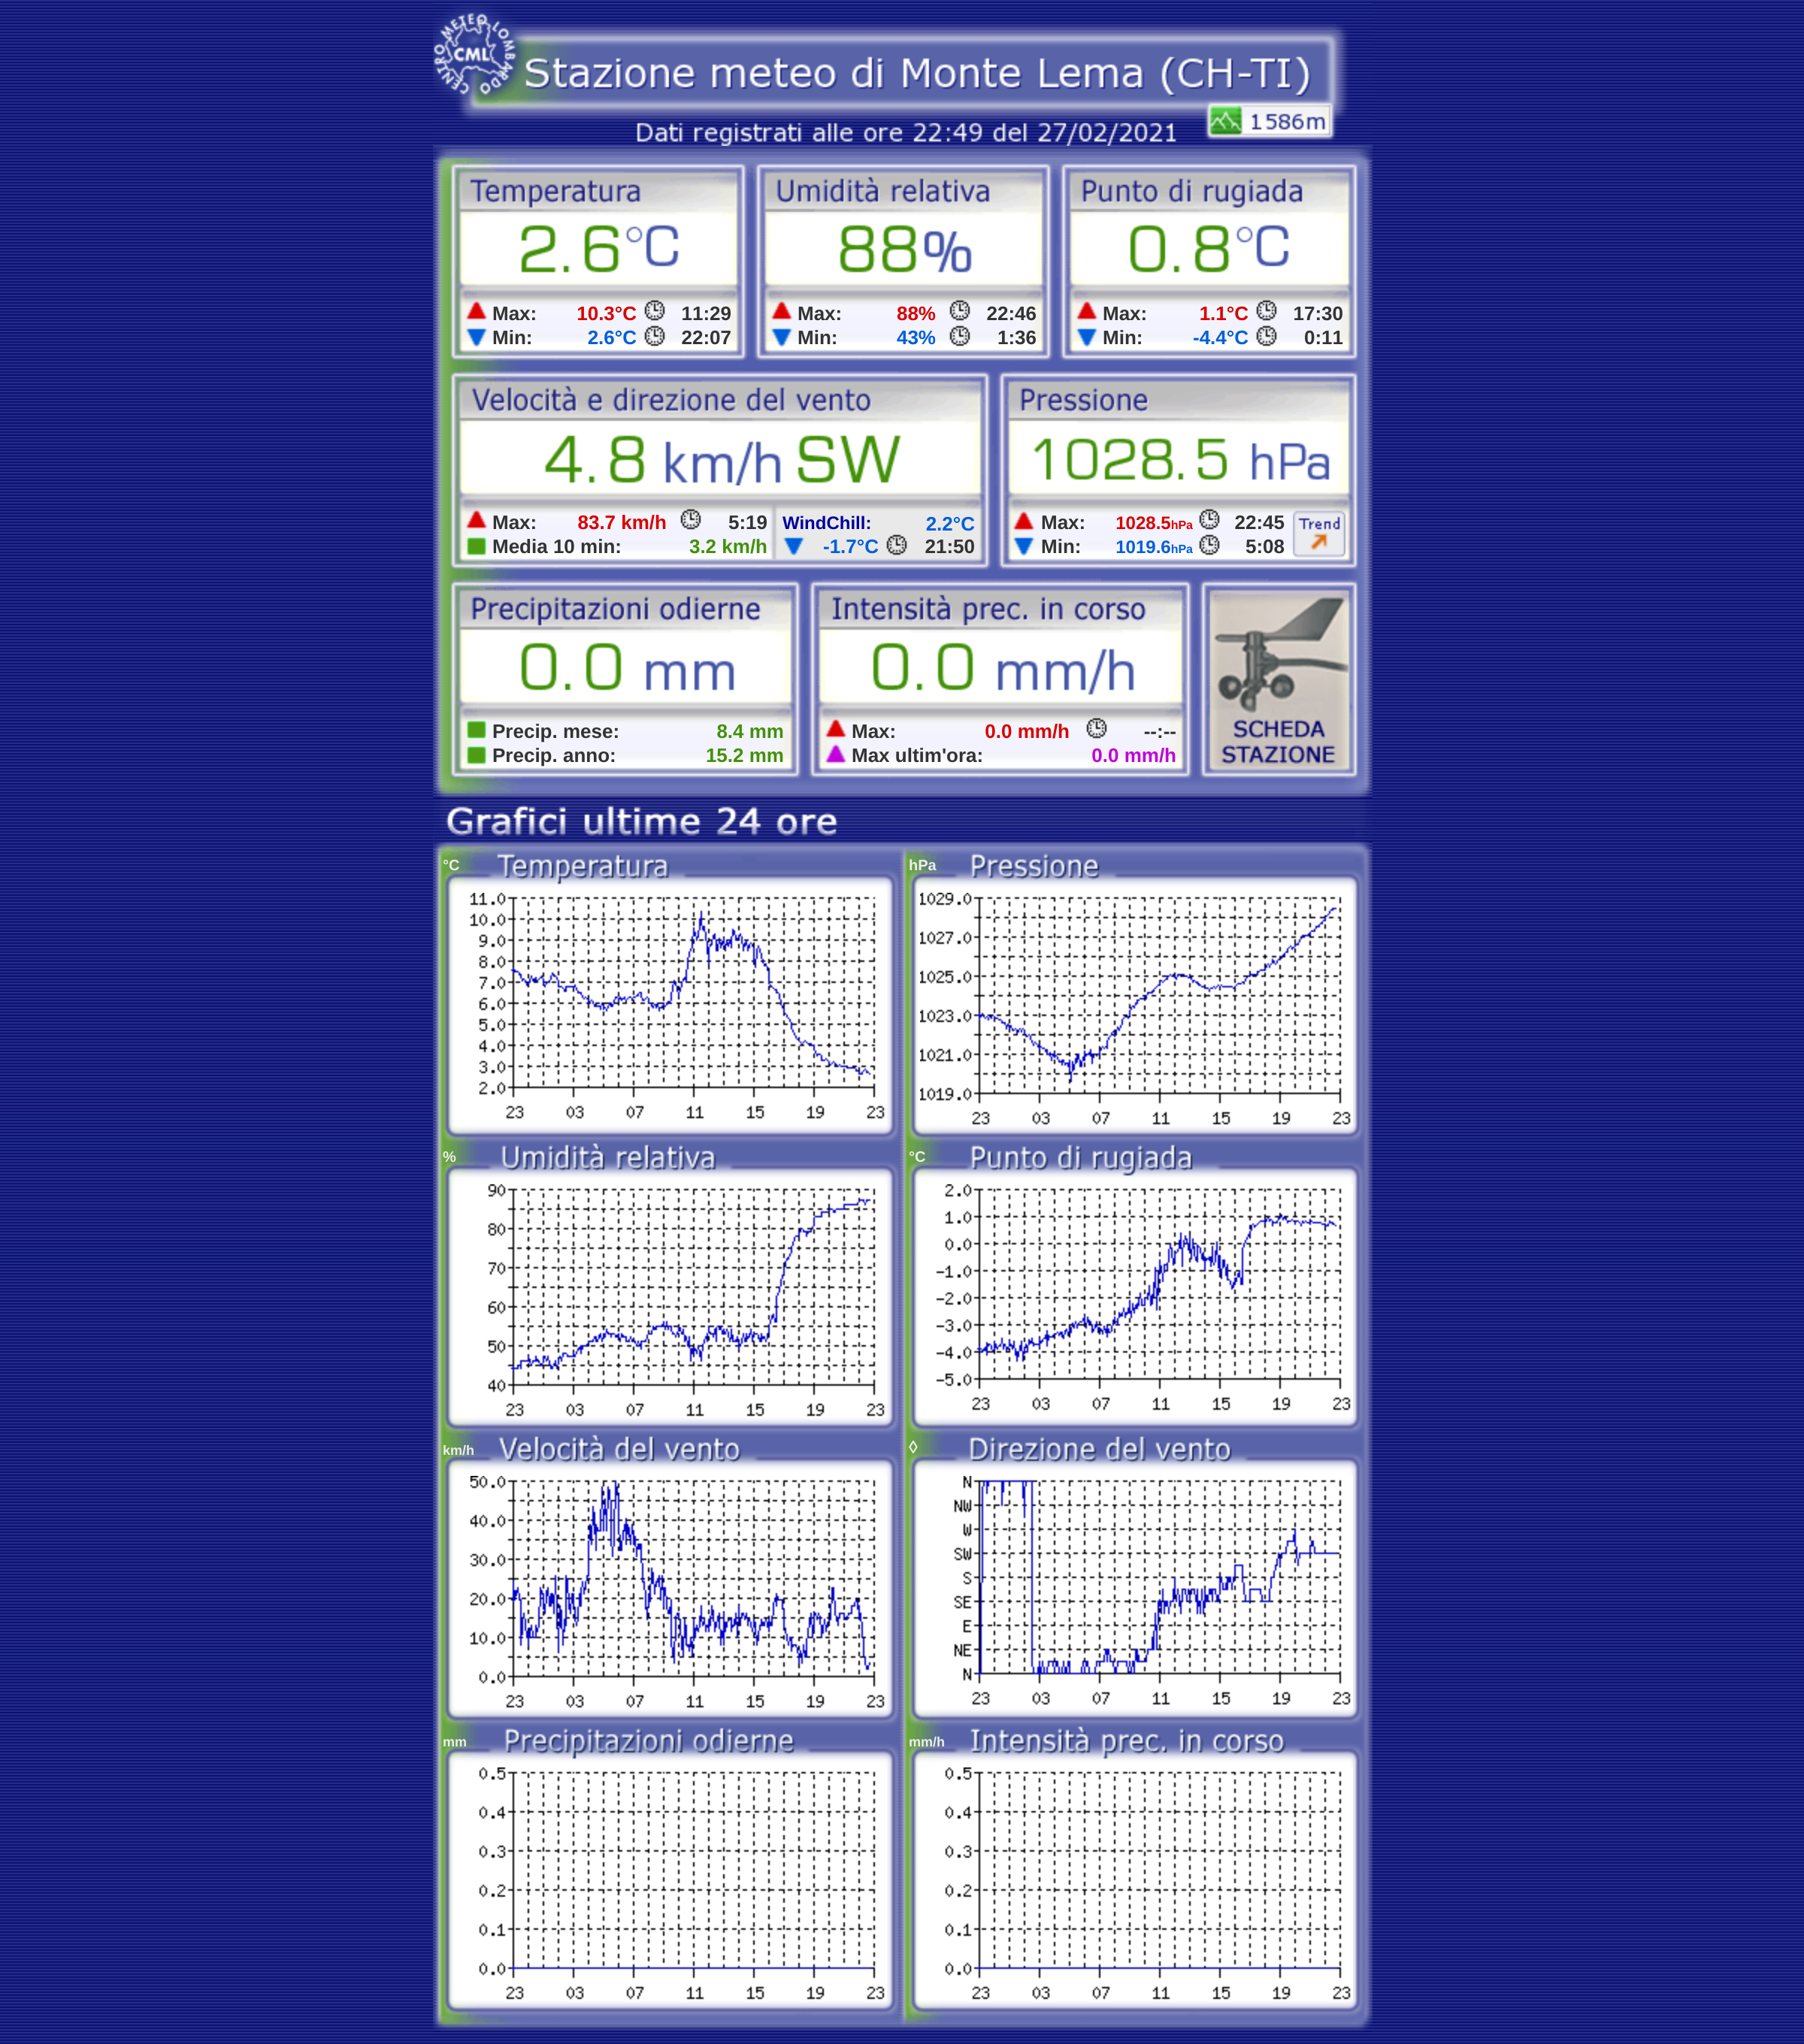 CENTRO METEO LOMBARDO
CML
Stazione meteo di Monte Lema (CH-TI)
1586m
Dati registrati alle ore 22:49 del 27/02/2021
Temperatura
2.6°C
Max: 10.3°C 11:29
Min: 2.6°C 22:07
Umidità relativa
88%
Max: 88% 22:46
Min: 43% 1:36
Punto di rugiada
0.8°C
Max: 1.1°C 17:30
Min: -4.4°C 0:11
Velocità e direzione del vento
4.8 km/h SW
Max: 83.7 km/h 5:19
Media 10 min: 3.2 km/h
WindChill: 2.2°C
-1.7°C 21:50
Pressione
1028.5 hPa
Max: 1028.5hPa 22:45
Min: 1019.6hPa 5:08
Trend
Precipitazioni odierne
0.0 mm
Precip. mese: 8.4 mm
Precip. anno: 15.2 mm
Intensità prec. in corso
0.0 mm/h
Max: 0.0 mm/h --:--
Max ultim'ora: 0.0 mm/h
SCHEDA
STAZIONE
Grafici ultime 24 ore
°C Temperatura
11.0
10.0
9.0
8.0
7.0
6.0
5.0
4.0
3.0
2.0
23 03 07 11 15 19 23
hPa Pressione
1029.0
1027.0
1025.0
1023.0
1021.0
1019.0
23 03 07 11 15 19 23
% Umidità relativa
90
80
70
60
50
40
23 03 07 11 15 19 23
°C Punto di rugiada
2.0
1.0
0.0
-1.0
-2.0
-3.0
-4.0
-5.0
23 03 07 11 15 19 23
km/h Velocità del vento
50.0
40.0
30.0
20.0
10.0
0.0
23 03 07 11 15 19 23
◊ Direzione del vento
N
NW
W
SW
S
SE
E
NE
N
23 03 07 11 15 19 23
mm Precipitazioni odierne
0.5
0.4
0.3
0.2
0.1
0.0
23 03 07 11 15 19 23
mm/h Intensità prec. in corso
0.5
0.4
0.3
0.2
0.1
0.0
23 03 07 11 15 19 23